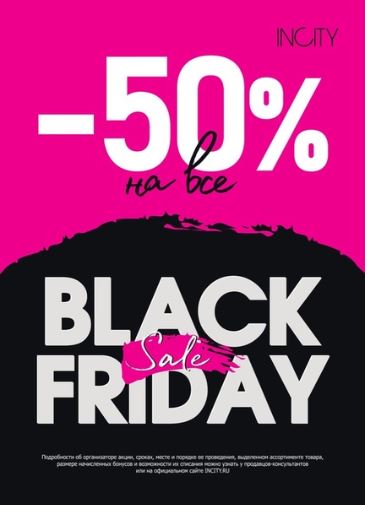 INCITY
-50%
на все
BLACK
Sale
FRIDAY
Подробности об организаторе акции, сроках, месте и порядке ее проведения, выделенном ассортименте товара,
размере начисленных бонусов и возможности их списания можно узнать у продавцов-консультантов
или на официальном сайте INCITY.RU